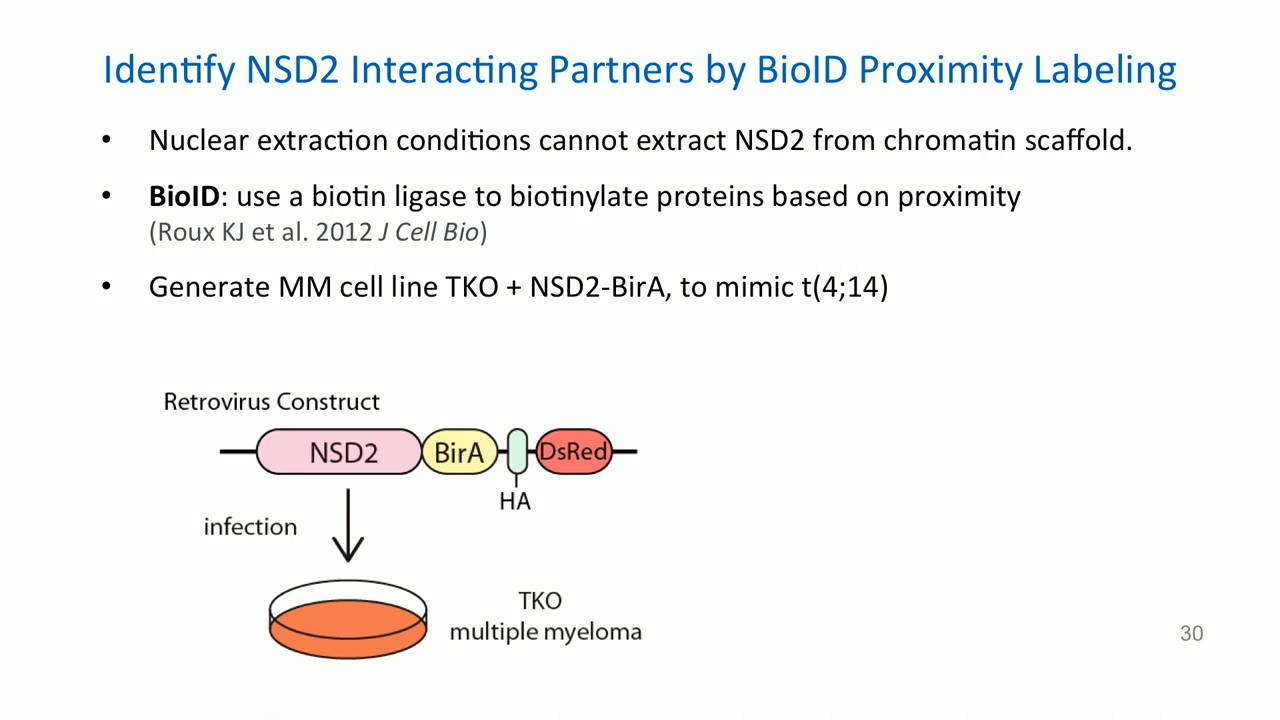 Identify NSD2 Interacting Partners by BioID Proximity Labeling
• Nuclear extraction conditions cannot extract NSD2 from chromatin scaffold.
• BioID: use a biotin ligase to biotinylate proteins based on proximity
(Roux KJ et al. 2012 J Cell Bio)
• Generate MM cell line TKO + NSD2-BirA, to mimic t(4;14)
Retrovirus Construct
NSD2 BirA DsRed
HA
infection
TKO
multiple myeloma
30